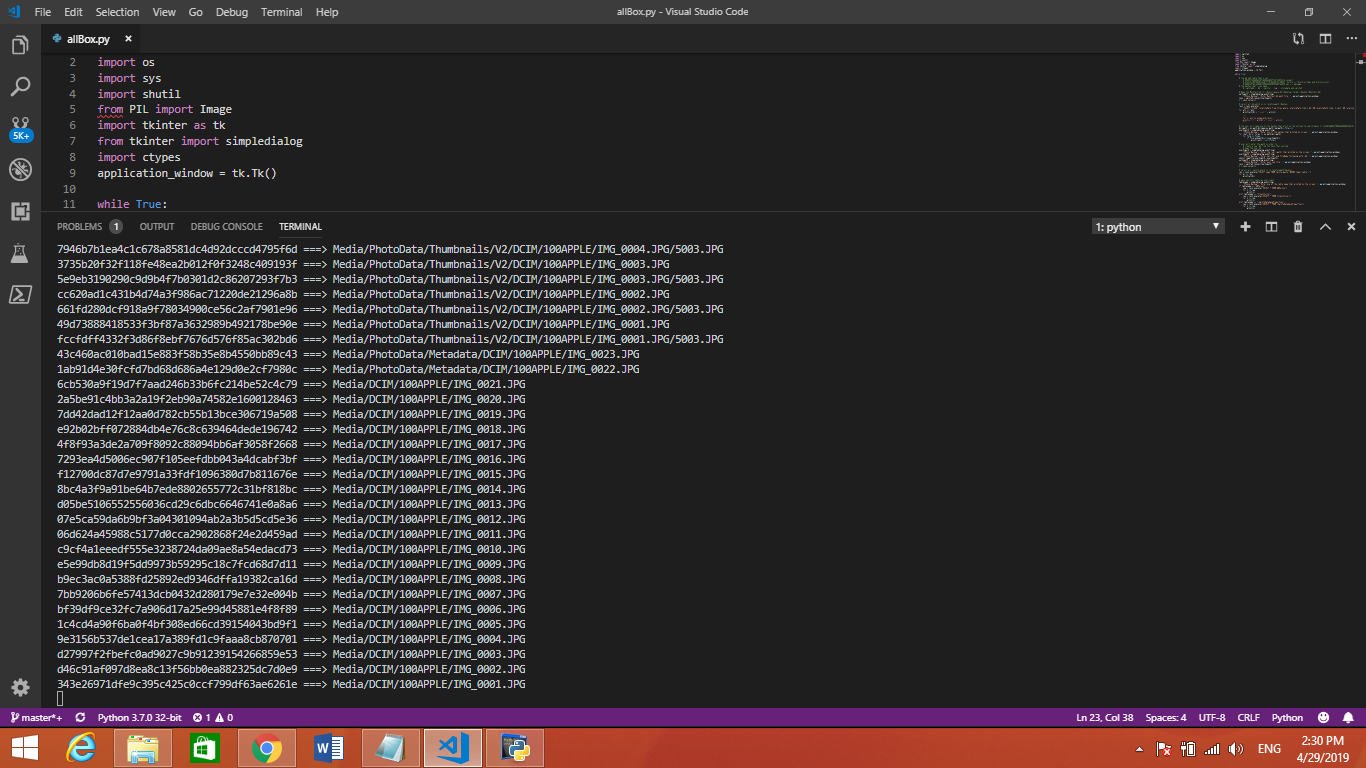 File Edit Selection View Go Debug Terminal Help
allBox.py - Visual Studio Code
allBox.py
2 import os
3 import sys
4 import shutil
5 from PIL import Image
6 import tkinter as tk
7 from tkinter import simpledialog
8 import ctypes
9 application_window = tk.Tk()
10
11 while True:
5K+
PROBLEMS 1 OUTPUT DEBUG CONSOLE TERMINAL
1: python
7946b7b1ea4c1c678a8581dc4d92dcccd4795f6d ===> Media/PhotoData/Thumbnails/V2/DCIM/100APPLE/IMG_0004.JPG/5003.JPG
3735b20f32f118fe48ea2b012f0f3248c409193f ===> Media/PhotoData/Thumbnails/V2/DCIM/100APPLE/IMG_0003.JPG
5e9eb3190290c9d9b4f7b0301d2c86207293f7b3 ===> Media/PhotoData/Thumbnails/V2/DCIM/100APPLE/IMG_0003.JPG/5003.JPG
cc620ad1c431b4d74a3f986ac71220de21296a8b ===> Media/PhotoData/Thumbnails/V2/DCIM/100APPLE/IMG_0002.JPG
661fd280dcf918a9f78034900ce56c2af7901e96 ===> Media/PhotoData/Thumbnails/V2/DCIM/100APPLE/IMG_0002.JPG/5003.JPG
49d73888418533f3bf87a3632989b492178be90e ===> Media/PhotoData/Thumbnails/V2/DCIM/100APPLE/IMG_0001.JPG
fccfdff4332f3d86f8ebf7676d576f85ac302bd6 ===> Media/PhotoData/Thumbnails/V2/DCIM/100APPLE/IMG_0001.JPG/5003.JPG
43c460ac010bad15e883f58b35e8b4550bb89c43 ===> Media/PhotoData/Metadata/DCIM/100APPLE/IMG_0023.JPG
1ab91d4e30fcfd7bd68d686a4e129d0e2cf7980c ===> Media/PhotoData/Metadata/DCIM/100APPLE/IMG_0022.JPG
6cb530a9f19d7f7aad246b33b6fc214be52c4c79 ===> Media/DCIM/100APPLE/IMG_0021.JPG
2a5be91c4bb3a2a19f2eb90a74582e1600128463 ===> Media/DCIM/100APPLE/IMG_0020.JPG
7dd42dad12f12aa0d782cb55b13bce306719a508 ===> Media/DCIM/100APPLE/IMG_0019.JPG
e92b02bff072884db4e76c8c639464dede196742 ===> Media/DCIM/100APPLE/IMG_0018.JPG
4f8f93a3de2a709f8092c88094bb6af3058f2668 ===> Media/DCIM/100APPLE/IMG_0017.JPG
7293ea4d5006ec907f105eefdbb043a4dcabf3bf ===> Media/DCIM/100APPLE/IMG_0016.JPG
f12700dc87d7e9791a33fdf1096380d7b811676e ===> Media/DCIM/100APPLE/IMG_0015.JPG
8bc4a3f9a91be64b7ede8802655772c31bf818bc ===> Media/DCIM/100APPLE/IMG_0014.JPG
d05be5106552556036cd29c6dbc6646741e0a8a6 ===> Media/DCIM/100APPLE/IMG_0013.JPG
07e5ca59da6b9bf3a04301094ab2a3b5d5cd5e36 ===> Media/DCIM/100APPLE/IMG_0012.JPG
06d624a45988c5177d0cca2902868f24e2d459ad ===> Media/DCIM/100APPLE/IMG_0011.JPG
c9cf4a1eeedf555e3238724da09ae8a54edacd73 ===> Media/DCIM/100APPLE/IMG_0010.JPG
e5e99db8d19f5dd9973b59295c18c7fcd68d7d11 ===> Media/DCIM/100APPLE/IMG_0009.JPG
b9ec3ac0a5388fd25892ed9346dffa19382ca16d ===> Media/DCIM/100APPLE/IMG_0008.JPG
7bb9206b6fe57413dcb0432d280179e7e32e004b ===> Media/DCIM/100APPLE/IMG_0007.JPG
bf39df9ce32fc7a906d17a25e99d45881e4f8f89 ===> Media/DCIM/100APPLE/IMG_0006.JPG
1c4cd4a90f6ba0f4bf308ed66cd39154043bd9f1 ===> Media/DCIM/100APPLE/IMG_0005.JPG
9e3156b537de1cea17a389fd1c9faaa8cb870701 ===> Media/DCIM/100APPLE/IMG_0004.JPG
d27997f2fbefc0ad9027c9b91239154266859e53 ===> Media/DCIM/100APPLE/IMG_0003.JPG
d46c91af097d8ea8c13f56bb0ea882325dc7d0e9 ===> Media/DCIM/100APPLE/IMG_0002.JPG
343e26971dfe9c395c425c0ccf799df63ae6261e ===> Media/DCIM/100APPLE/IMG_0001.JPG
master*+ Python 3.7.0 32-bit 1 0 Ln 23, Col 38 Spaces: 4 UTF-8 CRLF Python
ENG
2:30 PM
4/29/2019